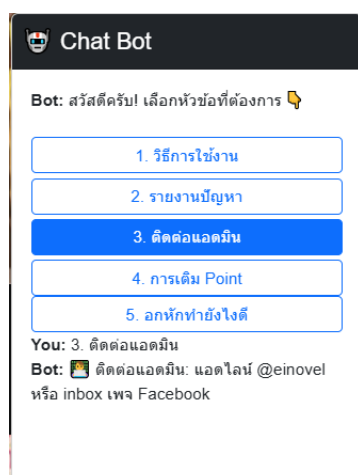 Chat Bot
Bot: สวัสดีครับ! เลือกหัวข้อที่ต้องการ 👇
1. วิธีการใช้งาน
2. รายงานปัญหา
3. ติดต่อแอดมิน
4. การเติม Point
5. อกหักทำยังไงดี
You: 3. ติดต่อแอดมิน
Bot: 🧑‍💻 ติดต่อแอดมิน: แอดไลน์ @einovel
หรือ inbox เพจ Facebook